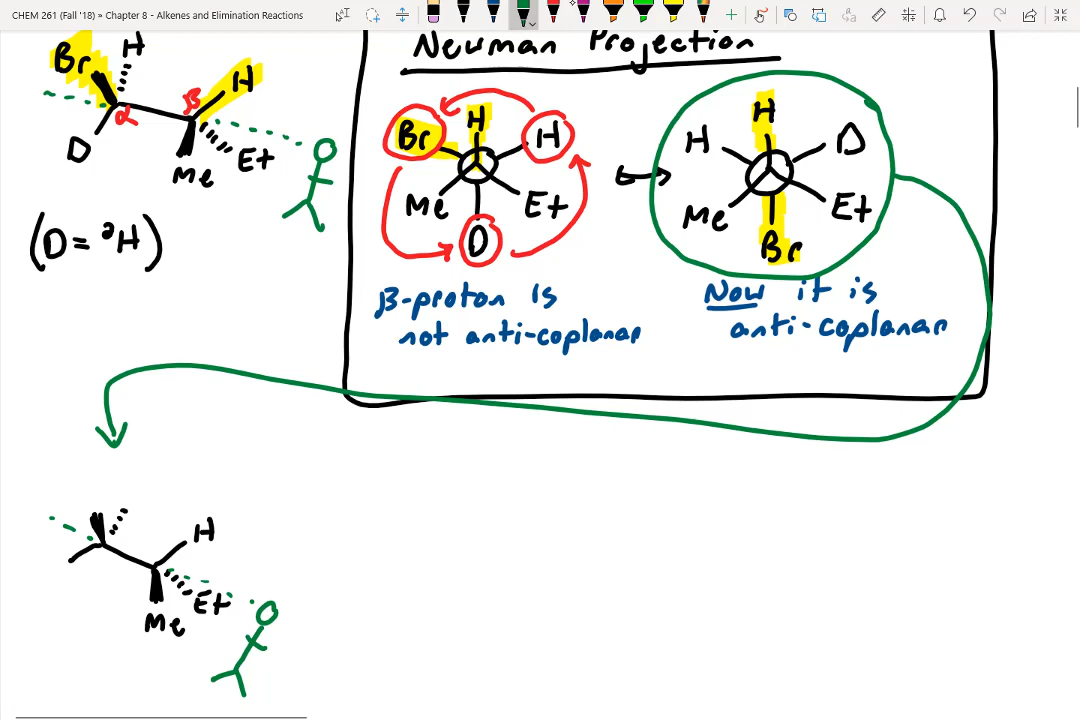 CHEM 261 (Fall '18) » Chapter 8 - Alkenes and Elimination Reactions
Newman Projection
Br H H
α β
D Me Et
(D = ²H)
Br H H
Me Et
D
H
H D
Me Et
Br
β-proton is
not anti-coplanar
Now it is
anti-coplanar
H
Et
Me